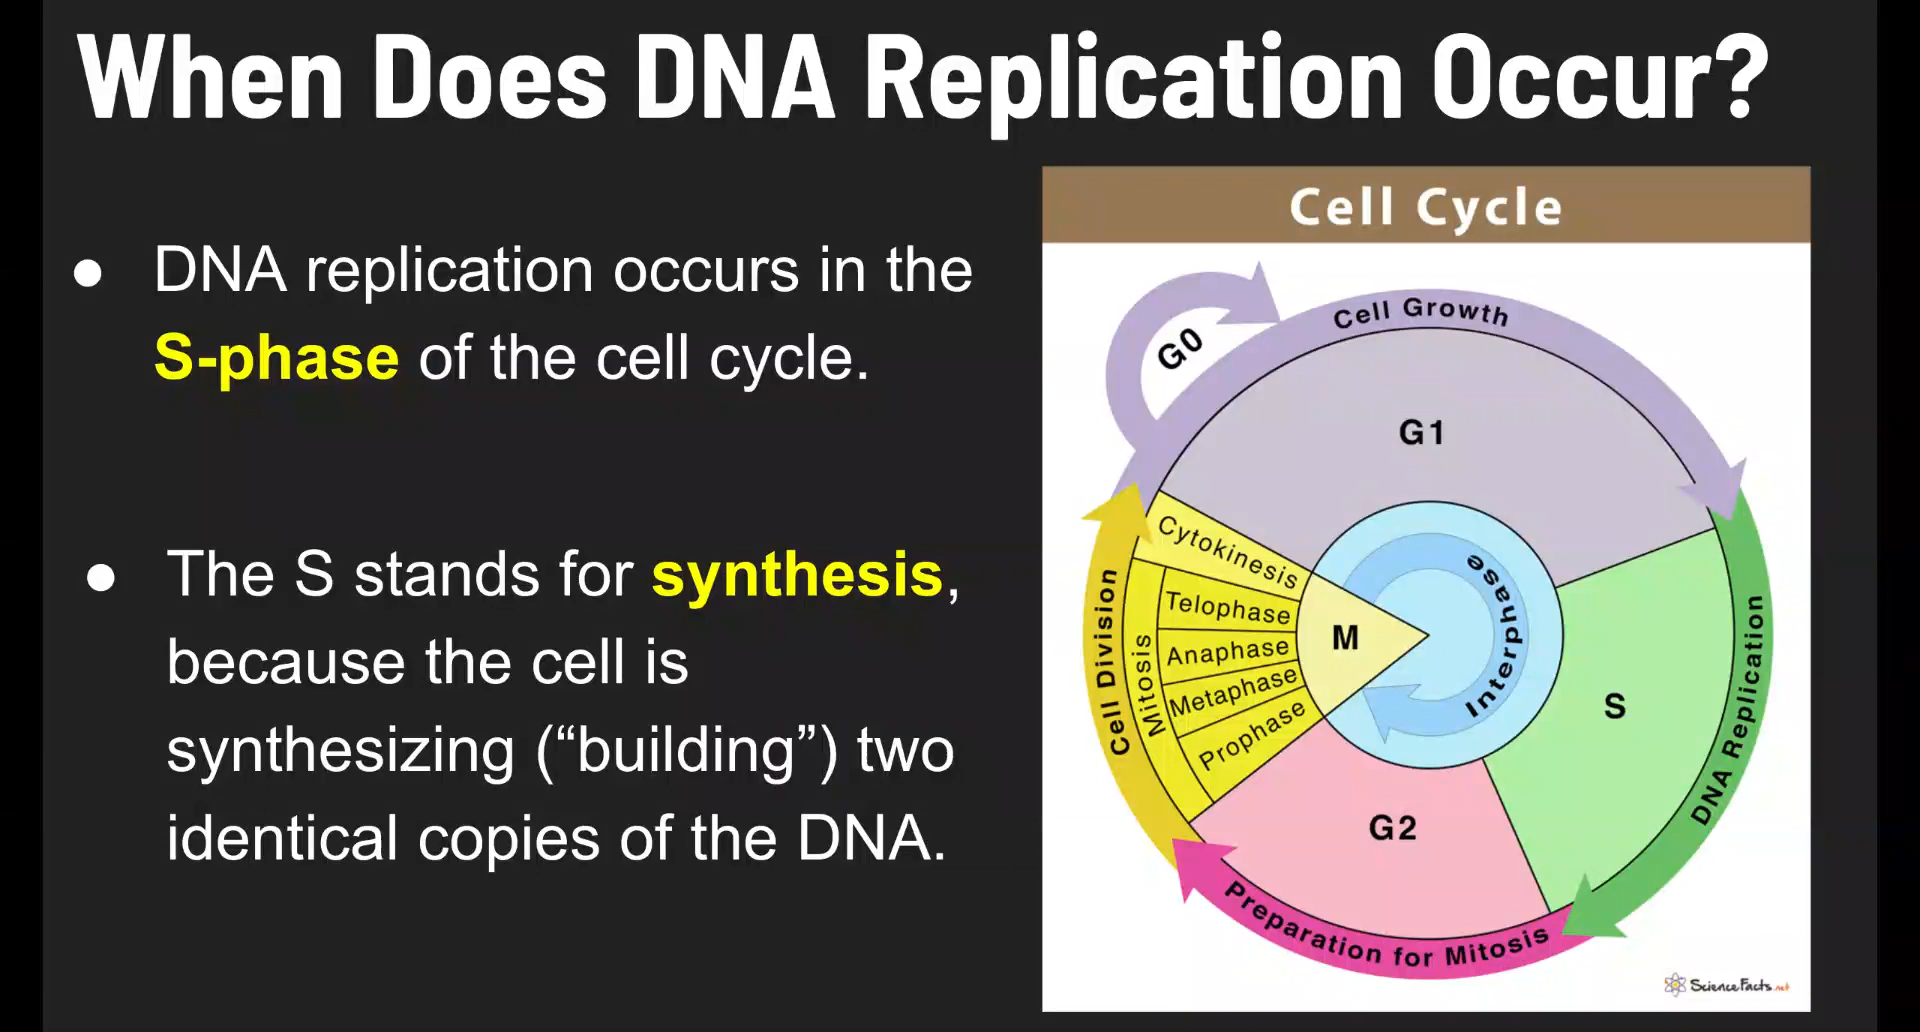 When Does DNA Replication Occur?
● DNA replication occurs in the
S-phase of the cell cycle.
● The S stands for synthesis,
because the cell is
synthesizing (“building”) two
identical copies of the DNA.
Cell Cycle
G0
Cell Growth
G1
Cytokinesis
Telophase
Anaphase
Metaphase
Prophase
Mitosis
Cell Division
M
Interphase
S
DNA Replication
G2
Preparation for Mitosis
ScienceFacts.net